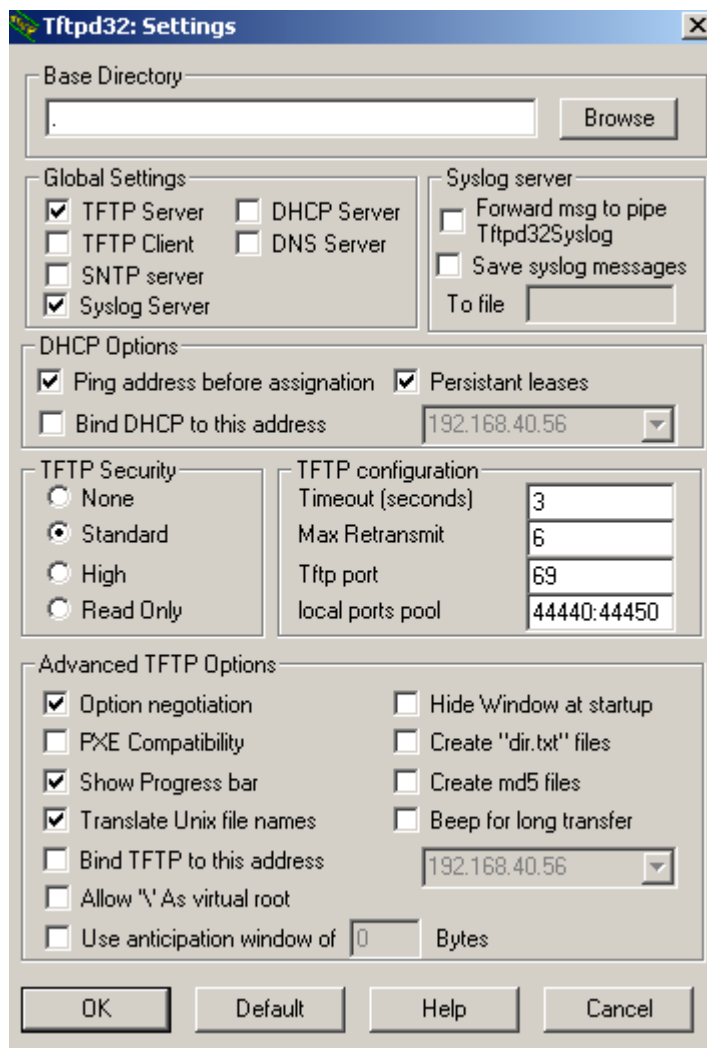 Tftpd32: Settings
Base Directory
.
Browse
Global Settings
TFTP Server
DHCP Server
TFTP Client
DNS Server
SNTP server
Syslog Server
Syslog server
Forward msg to pipe
Tftpd32Syslog
Save syslog messages
To file
DHCP Options
Ping address before assignation
Persistant leases
Bind DHCP to this address
192.168.40.56
TFTP Security
None
Standard
High
Read Only
TFTP configuration
Timeout (seconds)
3
Max Retransmit
6
Tftp port
69
local ports pool
44440:44450
Advanced TFTP Options
Option negotiation
Hide Window at startup
PXE Compatibility
Create "dir.txt" files
Show Progress bar
Create md5 files
Translate Unix file names
Beep for long transfer
Bind TFTP to this address
192.168.40.56
Allow '\' As virtual root
Use anticipation window of 0 Bytes
OK
Default
Help
Cancel